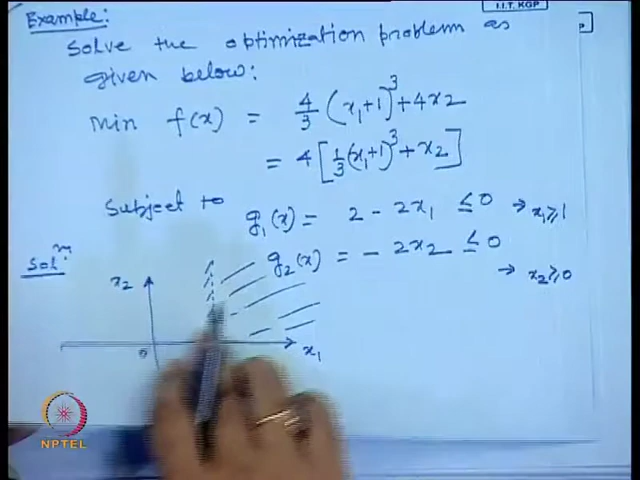 I.I.T. KGP
Example:
Solve the optimization problem as
given below:
Min f(x) = 4/3 (x₁+1)³ + 4x₂
= 4 [1/3 (x₁+1)³ + x₂]
Subject to
g₁(x) = 2 - 2x₁ ≤ 0 → x₁ ≥ 1
g₂(x) = - 2x₂ ≤ 0
→ x₂ ≥ 0
Solⁿ.
x₂
0
x₁
NPTEL